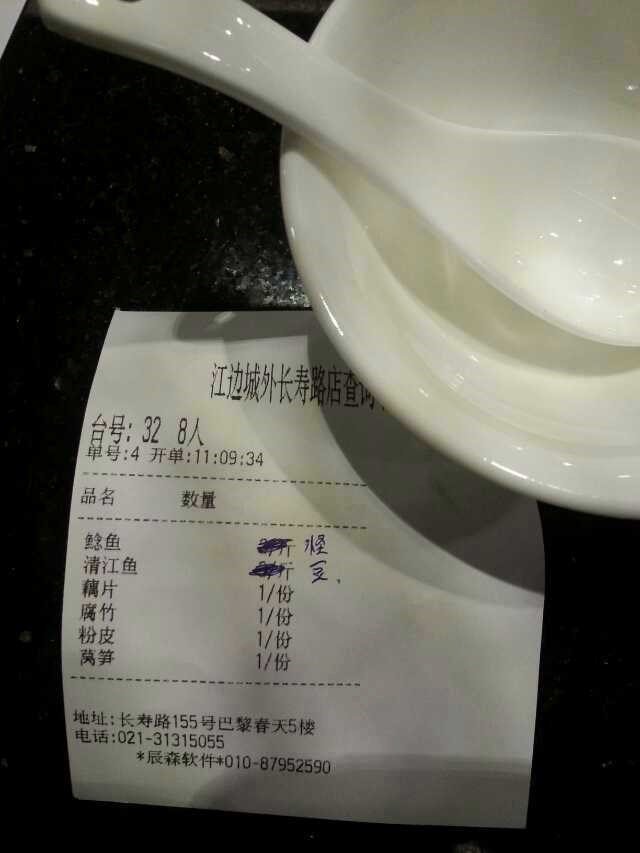 江边城外长寿路店查询
台号: 32 8人
单号:4 开单:11:09:34
品名 数量
鲶鱼 斤 怪
清江鱼 斤 豆
藕片 1/份
腐竹 1/份
粉皮 1/份
莴笋 1/份
地址:长寿路155号巴黎春天5楼
电话:021-31315055
*辰森软件*010-87952590